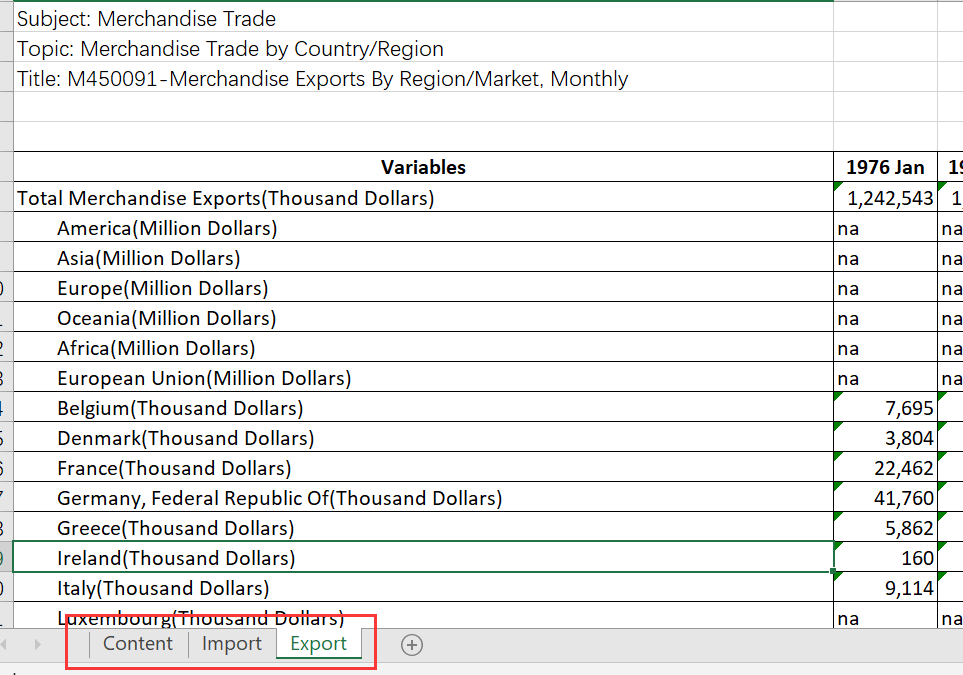 Subject: Merchandise Trade
Topic: Merchandise Trade by Country/Region
Title: M450091-Merchandise Exports By Region/Market, Monthly
Variables 1976 Jan
Total Merchandise Exports(Thousand Dollars) 1,242,543
America(Million Dollars) na na
Asia(Million Dollars) na na
Europe(Million Dollars) na na
Oceania(Million Dollars) na na
Africa(Million Dollars) na na
European Union(Million Dollars) na na
Belgium(Thousand Dollars) 7,695
Denmark(Thousand Dollars) 3,804
France(Thousand Dollars) 22,462
Germany, Federal Republic Of(Thousand Dollars) 41,760
Greece(Thousand Dollars) 5,862
Ireland(Thousand Dollars) 160
Italy(Thousand Dollars) 9,114
Luxembourg(Thousand Dollars) na na
Content Import Export